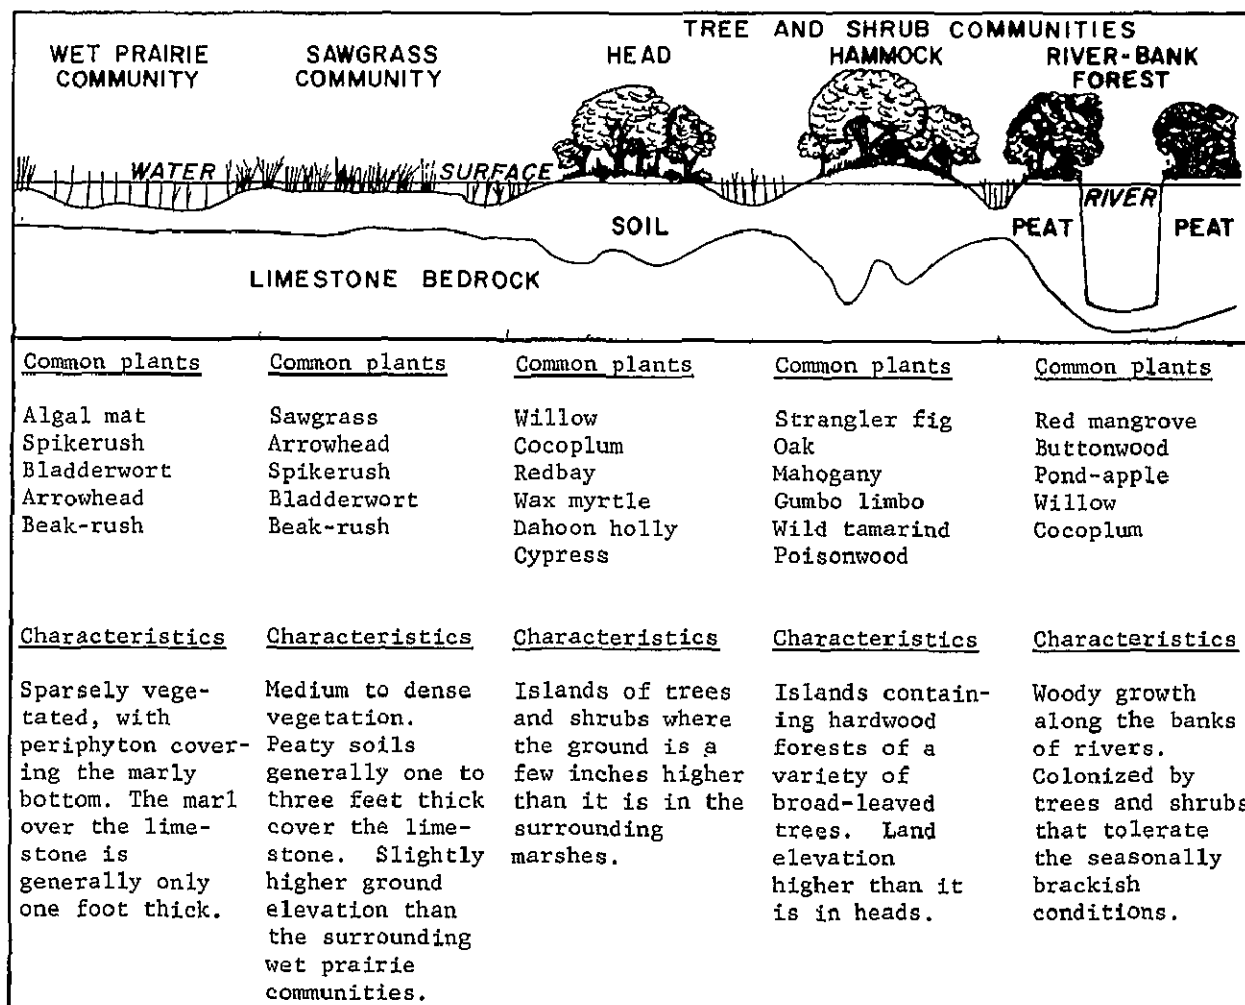 TREE AND SHRUB COMMUNITIES
WET PRAIRIE
COMMUNITY
SAWGRASS
COMMUNITY
HEAD
HAMMOCK
RIVER-BANK
FOREST
WATER
SURFACE
RIVER
SOIL
PEAT
PEAT
LIMESTONE BEDROCK
Common plants
Algal mat
Spikerush
Bladderwort
Arrowhead
Beak-rush
Characteristics
Sparsely vege-
tated, with
periphyton cover-
ing the marly
bottom. The marl
over the lime-
stone is
generally only
one foot thick.
Common plants
Sawgrass
Arrowhead
Spikerush
Bladderwort
Beak-rush
Characteristics
Medium to dense
vegetation.
Peaty soils
generally one to
three feet thick
cover the lime-
stone. Slightly
higher ground
elevation than
the surrounding
wet prairie
communities.
Common plants
Willow
Cocoplum
Redbay
Wax myrtle
Dahoon holly
Cypress
Characteristics
Islands of trees
and shrubs where
the ground is a
few inches higher
than it is in the
surrounding
marshes.
Common plants
Strangler fig
Oak
Mahogany
Gumbo limbo
Wild tamarind
Poisonwood
Characteristics
Islands contain-
ing hardwood
forests of a
variety of
broad-leaved
trees. Land
elevation
higher than it
is in heads.
Common plants
Red mangrove
Buttonwood
Pond-apple
Willow
Cocoplum
Characteristics
Woody growth
along the banks
of rivers.
Colonized by
trees and shrubs
that tolerate
the seasonally
brackish
conditions.